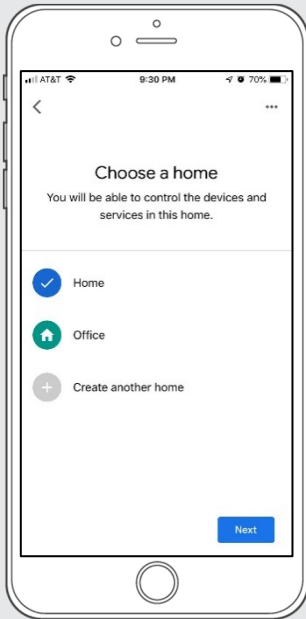 AT&T 9:30 PM 70%
Choose a home
You will be able to control the devices and
services in this home.
Home
Office
Create another home
Next